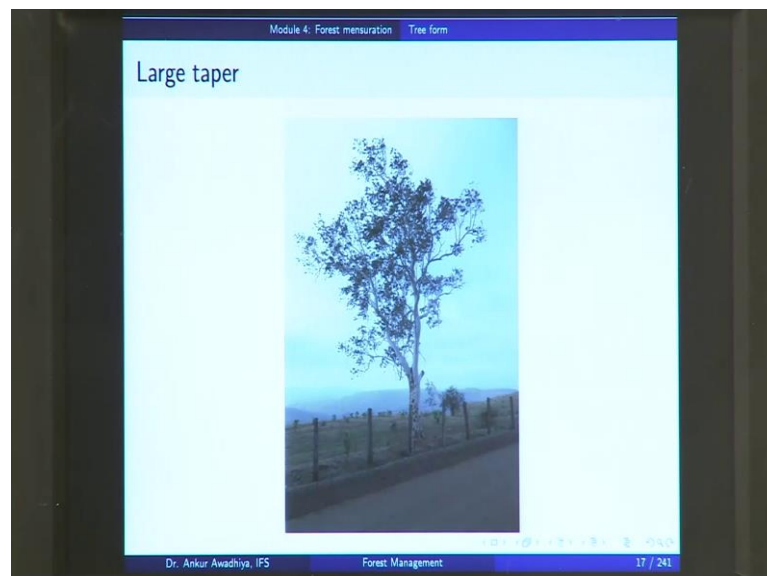 Module 4: Forest mensuration Tree form
Large taper
Dr. Ankur Awadhiya, IFS Forest Management 17 / 241